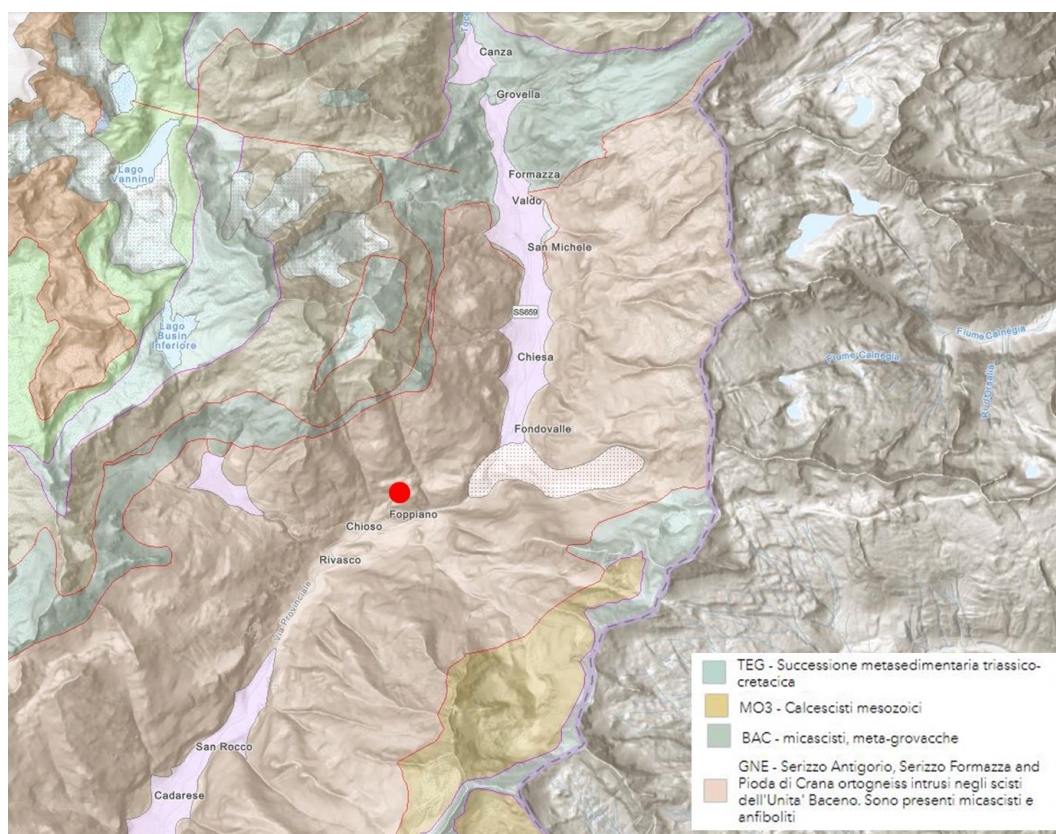 Canza
Grovella
Formazza
Valdo
Lago
Vannino
San Michele
SS659
Lago
Busin
Inferiore
Chiesa
Fiume Calnegia
Fiume Calnegia
Fondovalle
Foppiano
Chioso
Rivasco
Via Provinciale
San Rocco
Cadarese
TEG - Successione metasedimentaria triassico-
cretacica
MO3 - Calcescisti mesozoici
BAC - micascisti, meta-grovacche
GNE - Serizzo Antigorio, Serizzo Formazza and
Pioda di Crana ortogneiss intrusi negli scisti
dell'Unita' Baceno. Sono presenti micascisti e
anfiboliti